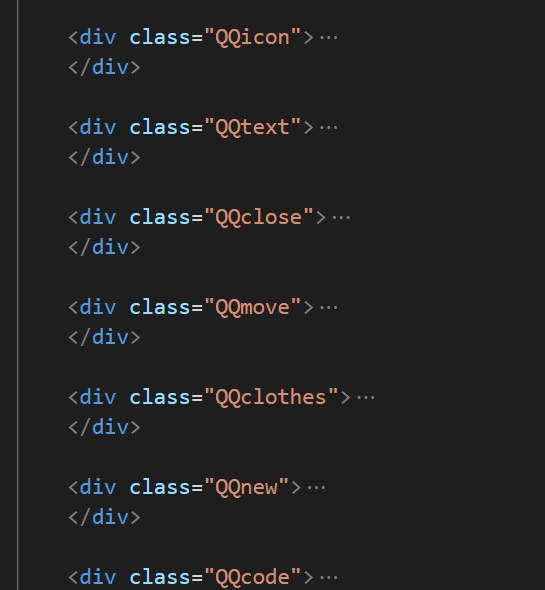 <div class="QQicon">···
</div>
<div class="QQtext">···
</div>
<div class="QQclose">···
</div>
<div class="QQmove">···
</div>
<div class="QQclothes">···
</div>
<div class="QQnew">···
</div>
<div class="QQcode">···